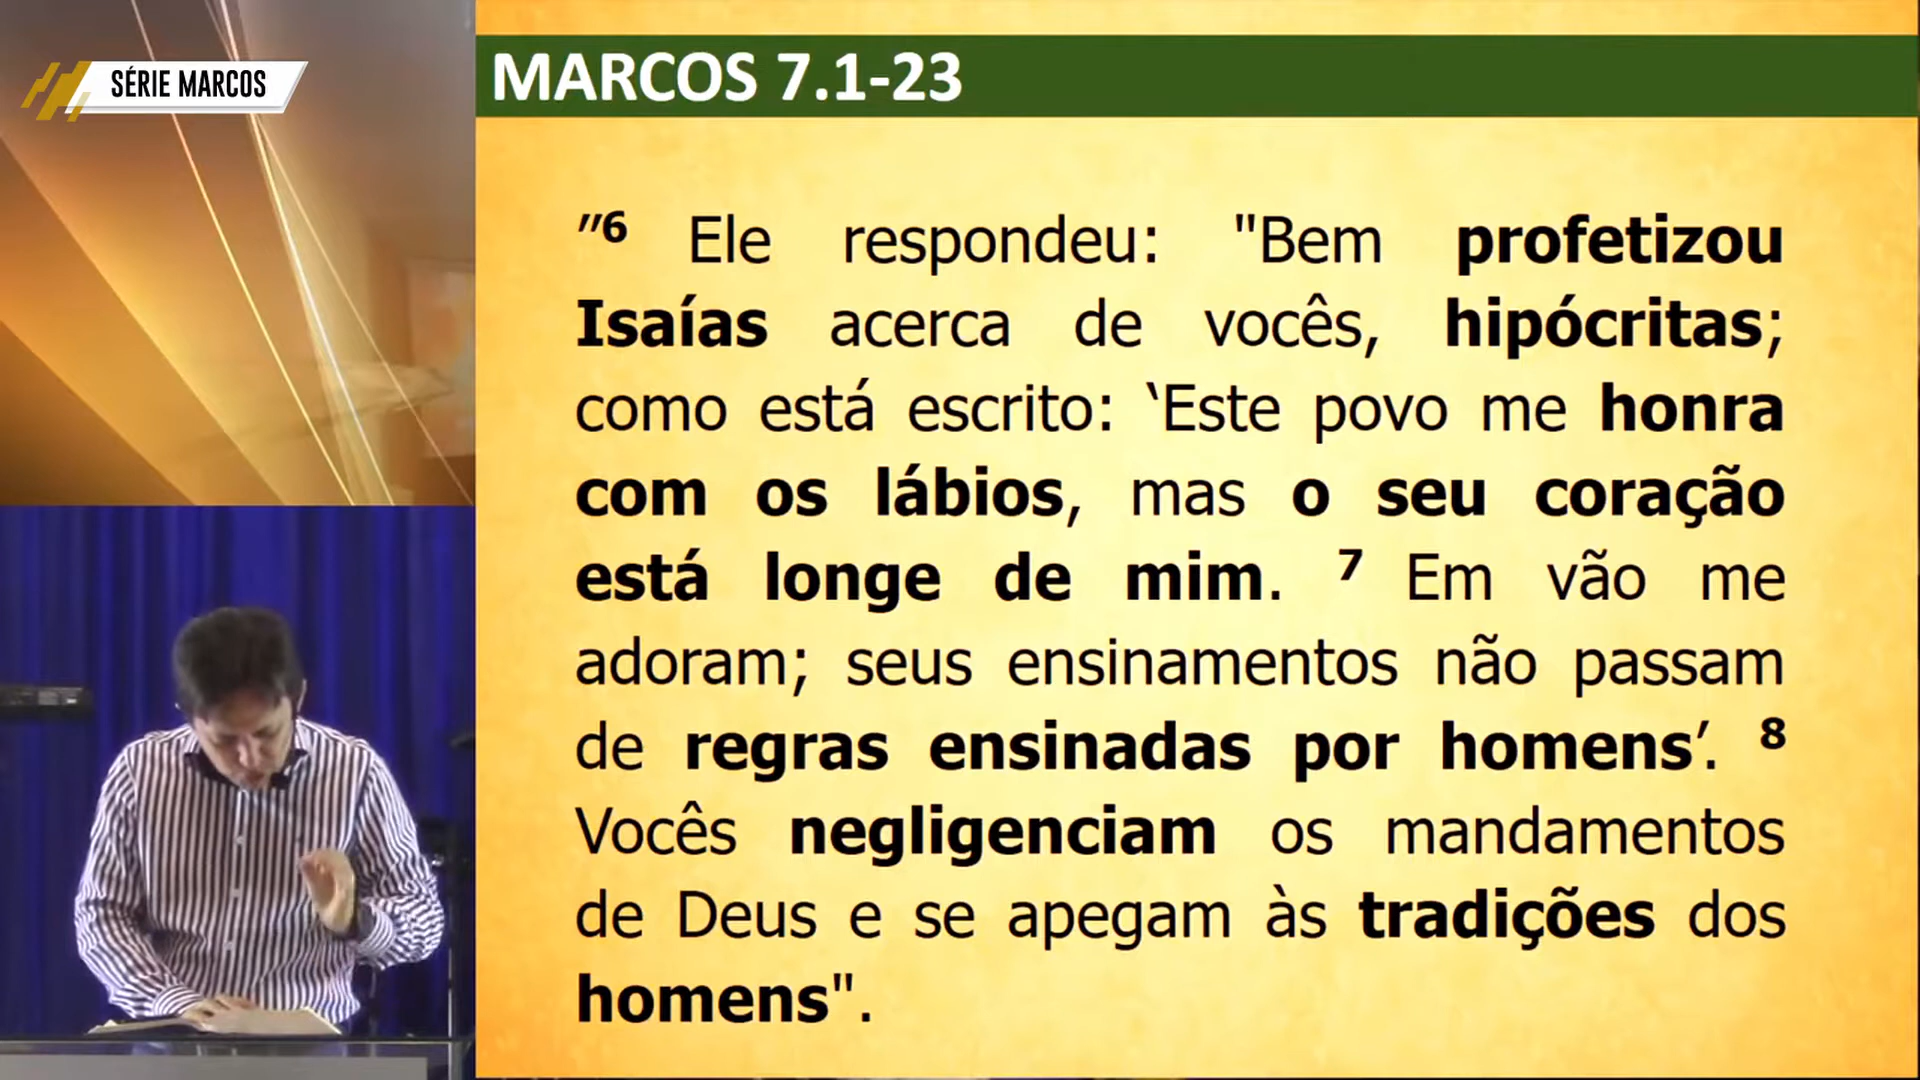 SÉRIE MARCOS
MARCOS 7.1-23
"6 Ele respondeu: "Bem profetizou
Isaías acerca de vocês, hipócritas;
como está escrito: ‘Este povo me honra
com os lábios, mas o seu coração
está longe de mim. 7 Em vão me
adoram; seus ensinamentos não passam
de regras ensinadas por homens’. 8
Vocês negligenciam os mandamentos
de Deus e se apegam às tradições dos
homens".